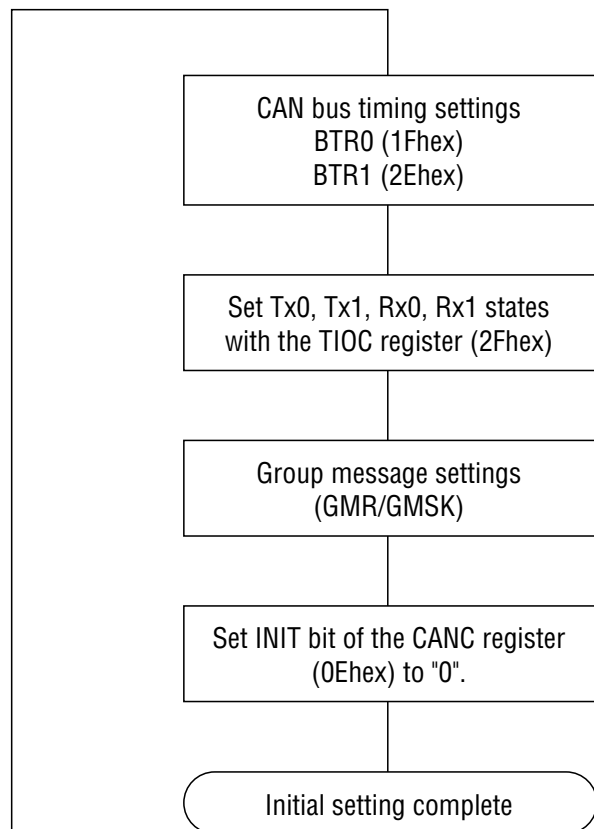 CAN bus timing settings
BTR0 (1Fhex)
BTR1 (2Ehex)
Set Tx0, Tx1, Rx0, Rx1 states
with the TIOC register (2Fhex)
Group message settings
(GMR/GMSK)
Set INIT bit of the CANC register
(0Ehex) to "0".
Initial setting complete